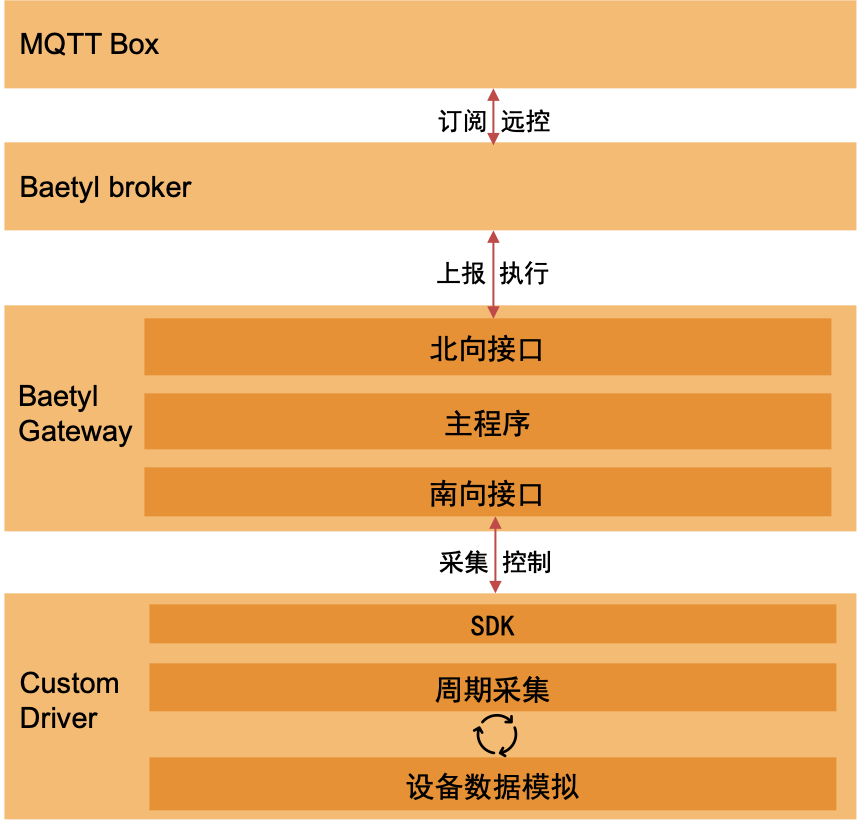 MQTT Box
订阅 远控
Baetyl broker
上报 执行
北向接口
Baetyl
Gateway
主程序
南向接口
采集 控制
SDK
Custom
Driver
周期采集
设备数据模拟